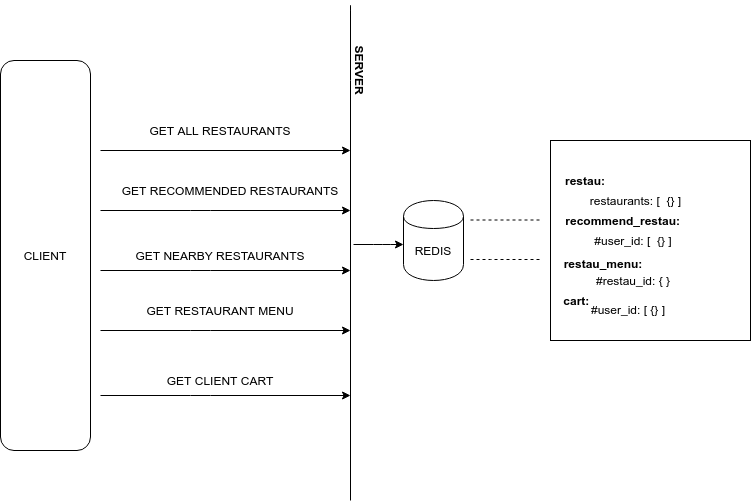 SERVER
GET ALL RESTAURANTS
GET RECOMMENDED RESTAURANTS
GET NEARBY RESTAURANTS
GET RESTAURANT MENU
GET CLIENT CART
CLIENT
REDIS
restau:
restaurants: [ {} ]
recommend_restau:
#user_id: [ {} ]
restau_menu:
#restau_id: { }
cart:
#user_id: [ {} ]